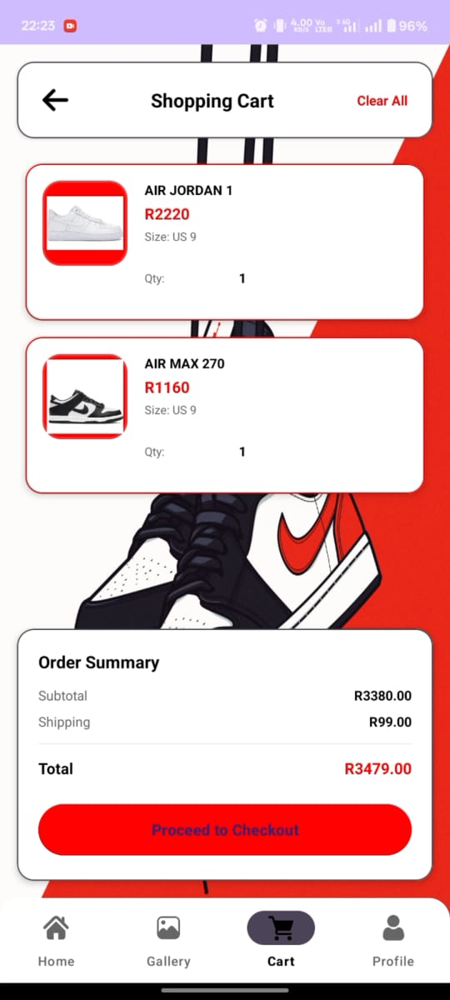 22:23 4.00 KB/S Vo LTEB 4G 96%
Shopping Cart Clear All
AIR JORDAN 1
R2220
Size: US 9
Qty: 1
AIR MAX 270
R1160
Size: US 9
Qty: 1
Order Summary
Subtotal R3380.00
Shipping R99.00
Total R3479.00
Proceed to Checkout
Home Gallery Cart Profile